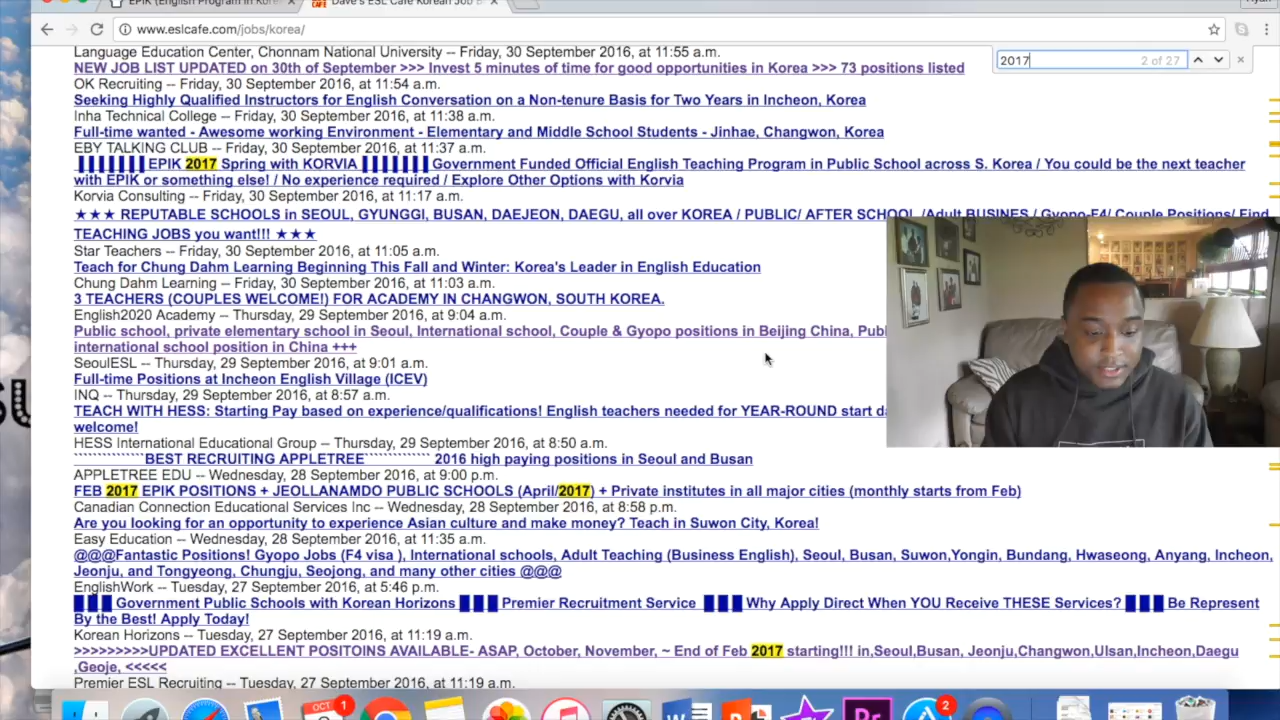 EPIK (English Program in Korea
Dave's ESL Cafe Korean Job B
www.eslcafe.com/jobs/korea/
2017 2 of 27
Language Education Center, Chonnam National University -- Friday, 30 September 2016, at 11:55 a.m.
NEW JOB LIST UPDATED on 30th of September >>> Invest 5 minutes of time for good opportunities in Korea >>> 73 positions listed
OK Recruiting -- Friday, 30 September 2016, at 11:54 a.m.
Seeking Highly Qualified Instructors for English Conversation on a Non-tenure Basis for Two Years in Incheon, Korea
Inha Technical College -- Friday, 30 September 2016, at 11:38 a.m.
Full-time wanted - Awesome working Environment - Elementary and Middle School Students - Jinhae, Changwon, Korea
EBY TALKING CLUB -- Friday, 30 September 2016, at 11:37 a.m.
▐▐▐▐▐▐▐ EPIK 2017 Spring with KORVIA ▐▐▐▐▐▐▐ Government Funded Official English Teaching Program in Public School across S. Korea / You could be the next teacher
with EPIK or something else! / No experience required / Explore Other Options with Korvia
Korvia Consulting -- Friday, 30 September 2016, at 11:17 a.m.
★★★ REPUTABLE SCHOOLS in SEOUL, GYUNGGI, BUSAN, DAEJEON, DAEGU, all over KOREA / PUBLIC/ AFTER SCHOOL /Adult BUSINES / Gyopo-F4/ Couple Positions/ Find
TEACHING JOBS you want!!! ★★★
Star Teachers -- Friday, 30 September 2016, at 11:05 a.m.
Teach for Chung Dahm Learning Beginning This Fall and Winter: Korea's Leader in English Education
Chung Dahm Learning -- Friday, 30 September 2016, at 11:03 a.m.
3 TEACHERS (COUPLES WELCOME!) FOR ACADEMY IN CHANGWON, SOUTH KOREA.
English2020 Academy -- Thursday, 29 September 2016, at 9:04 a.m.
Public school, private elementary school in Seoul, International school, Couple & Gyopo positions in Beijing China, Pub
international school position in China +++
SeoulESL -- Thursday, 29 September 2016, at 9:01 a.m.
Full-time Positions at Incheon English Village (ICEV)
INQ -- Thursday, 29 September 2016, at 8:57 a.m.
TEACH WITH HESS: Starting Pay based on experience/qualifications! English teachers needed for YEAR-ROUND start da
welcome!
HESS International Educational Group -- Thursday, 29 September 2016, at 8:50 a.m.
`````````````BEST RECRUITING APPLETREE````````````` 2016 high paying positions in Seoul and Busan
APPLETREE EDU -- Wednesday, 28 September 2016, at 9:00 p.m.
FEB 2017 EPIK POSITIONS + JEOLLANAMDO PUBLIC SCHOOLS (April/2017) + Private institutes in all major cities (monthly starts from Feb)
Canadian Connection Educational Services Inc -- Wednesday, 28 September 2016, at 8:58 p.m.
Are you looking for an opportunity to experience Asian culture and make money? Teach in Suwon City, Korea!
Easy Education -- Wednesday, 28 September 2016, at 11:35 a.m.
@@@Fantastic Positions! Gyopo Jobs (F4 visa ), International schools, Adult Teaching (Business English), Seoul, Busan, Suwon,Yongin, Bundang, Hwaseong, Anyang, Incheon,
Jeonju, and Tongyeong, Chungju, Seojong, and many other cities @@@
EnglishWork -- Tuesday, 27 September 2016, at 5:46 p.m.
█ █ █ Government Public Schools with Korean Horizons █ █ █ Premier Recruitment Service █ █ █ Why Apply Direct When YOU Receive THESE Services? █ █ █ Be Represent
By the Best! Apply Today!
Korean Horizons -- Tuesday, 27 September 2016, at 11:19 a.m.
>>>>>>>>>UPDATED EXCELLENT POSITOINS AVAILABLE- ASAP, October, November, ~ End of Feb 2017 starting!!! in,Seoul,Busan, Jeonju,Changwon,Ulsan,Incheon,Daegu
,Geoje, <<<<<
Premier ESL Recruiting -- Tuesday, 27 September 2016, at 11:19 a.m.
OCT 1
W
P
Pr
2